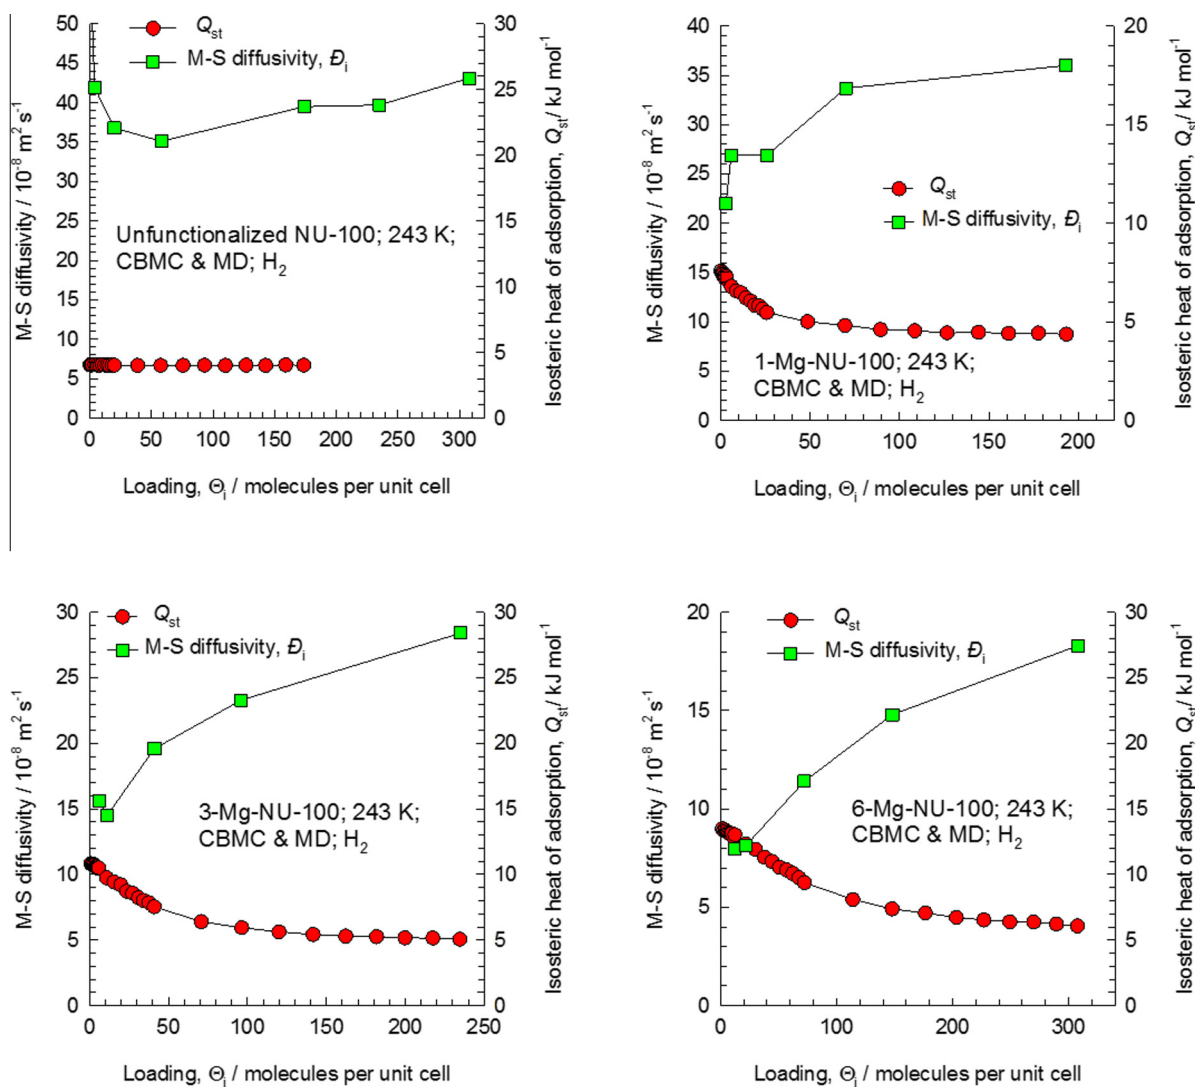 Q_st
M-S diffusivity, Đ_i
Unfunctionalized NU-100; 243 K;
CBMC & MD; H_2
M-S diffusivity / 10^-8 m^2 s^-1
50
45
40
35
30
25
20
15
10
5
0
Isosteric heat of adsorption, Q_st/ kJ mol^-1
30
25
20
15
10
5
0
0 50 100 150 200 250 300
Loading, Θ_i / molecules per unit cell
Q_st
M-S diffusivity, Đ_i
1-Mg-NU-100; 243 K;
CBMC & MD; H_2
M-S diffusivity / 10^-8 m^2 s^-1
40
35
30
25
20
15
10
5
0
Isosteric heat of adsorption, Q_st/ kJ mol^-1
20
15
10
5
0
0 50 100 150 200
Loading, Θ_i / molecules per unit cell
Q_st
M-S diffusivity, Đ_i
3-Mg-NU-100; 243 K;
CBMC & MD; H_2
M-S diffusivity / 10^-8 m^2 s^-1
30
25
20
15
10
5
0
Isosteric heat of adsorption, Q_st/ kJ mol^-1
30
25
20
15
10
5
0
0 50 100 150 200 250
Loading, Θ_i / molecules per unit cell
Q_st
M-S diffusivity, Đ_i
6-Mg-NU-100; 243 K;
CBMC & MD; H_2
M-S diffusivity / 10^-8 m^2 s^-1
20
15
10
5
0
Isosteric heat of adsorption, Q_st/ kJ mol^-1
30
25
20
15
10
5
0
0 100 200 300
Loading, Θ_i / molecules per unit cell